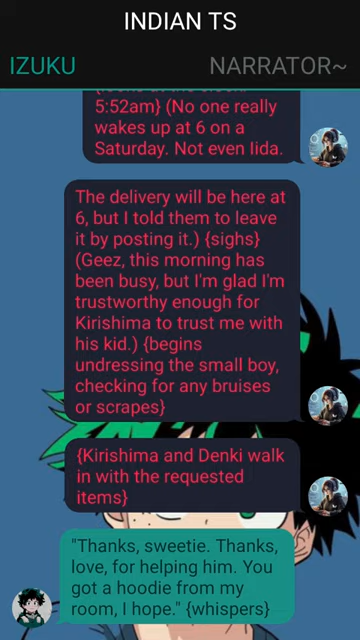 INDIAN TS
IZUKU
NARRATOR~
5:52am} (No one really
wakes up at 6 on a
Saturday. Not even Iida.
The delivery will be here at
6, but I told them to leave
it by posting it.) {sighs}
(Geez, this morning has
been busy, but I'm glad I'm
trustworthy enough for
Kirishima to trust me with
his kid.) {begins
undressing the small boy,
checking for any bruises
or scrapes}
{Kirishima and Denki walk
in with the requested
items}
"Thanks, sweetie. Thanks,
love, for helping him. You
got a hoodie from my
room, I hope." {whispers}